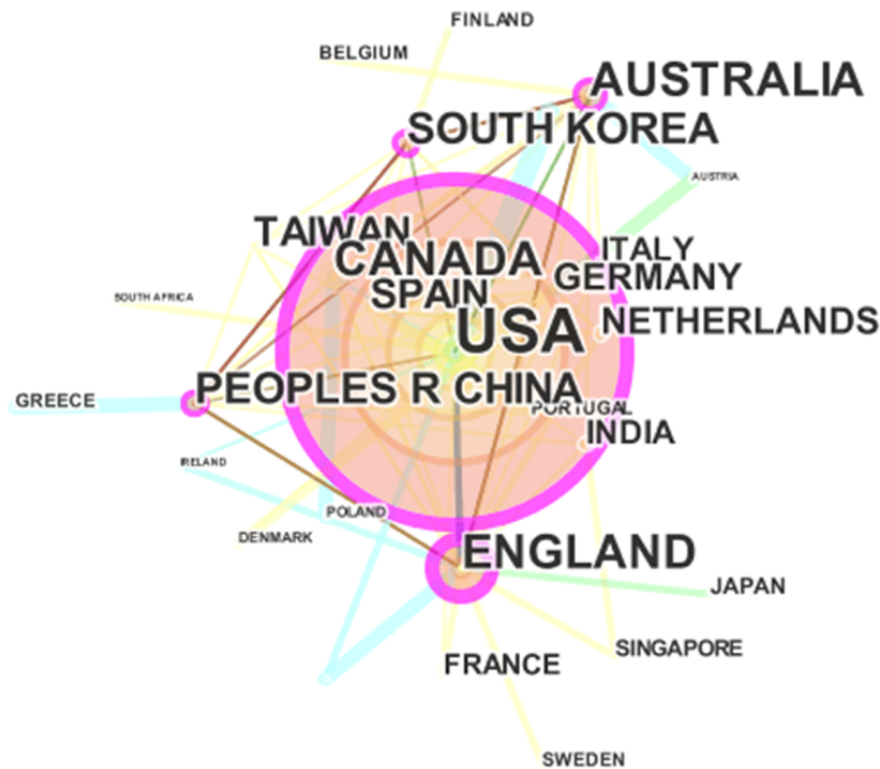 FINLAND
BELGIUM
AUSTRALIA
SOUTH KOREA
AUSTRIA
TAIWAN
ITALY
CANADA
GERMANY
SPAIN
SOUTH AFRICA
USA
NETHERLANDS
PEOPLES R CHINA
GREECE
PORTUGAL
INDIA
IRELAND
POLAND
DENMARK
ENGLAND
JAPAN
SINGAPORE
FRANCE
SWEDEN